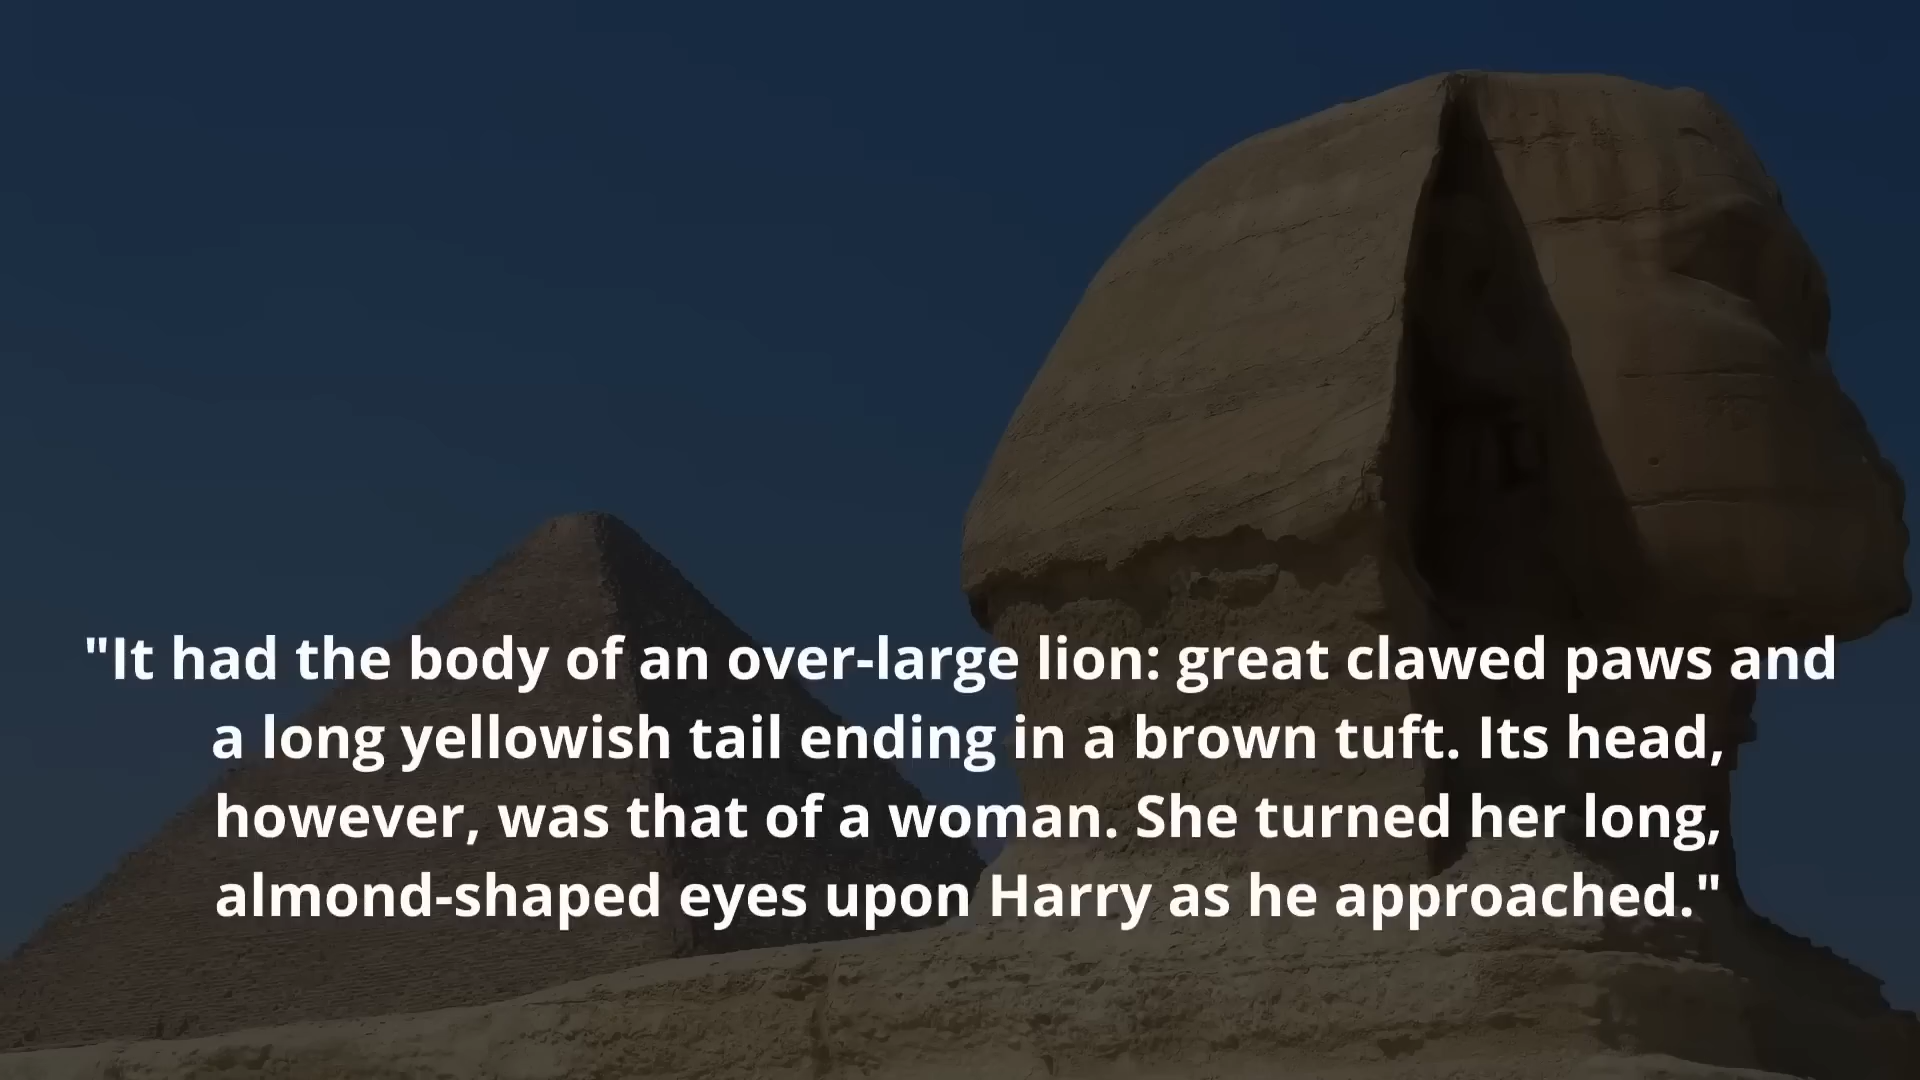 "It had the body of an over-large lion: great clawed paws and
a long yellowish tail ending in a brown tuft. Its head,
however, was that of a woman. She turned her long,
almond-shaped eyes upon Harry as he approached."